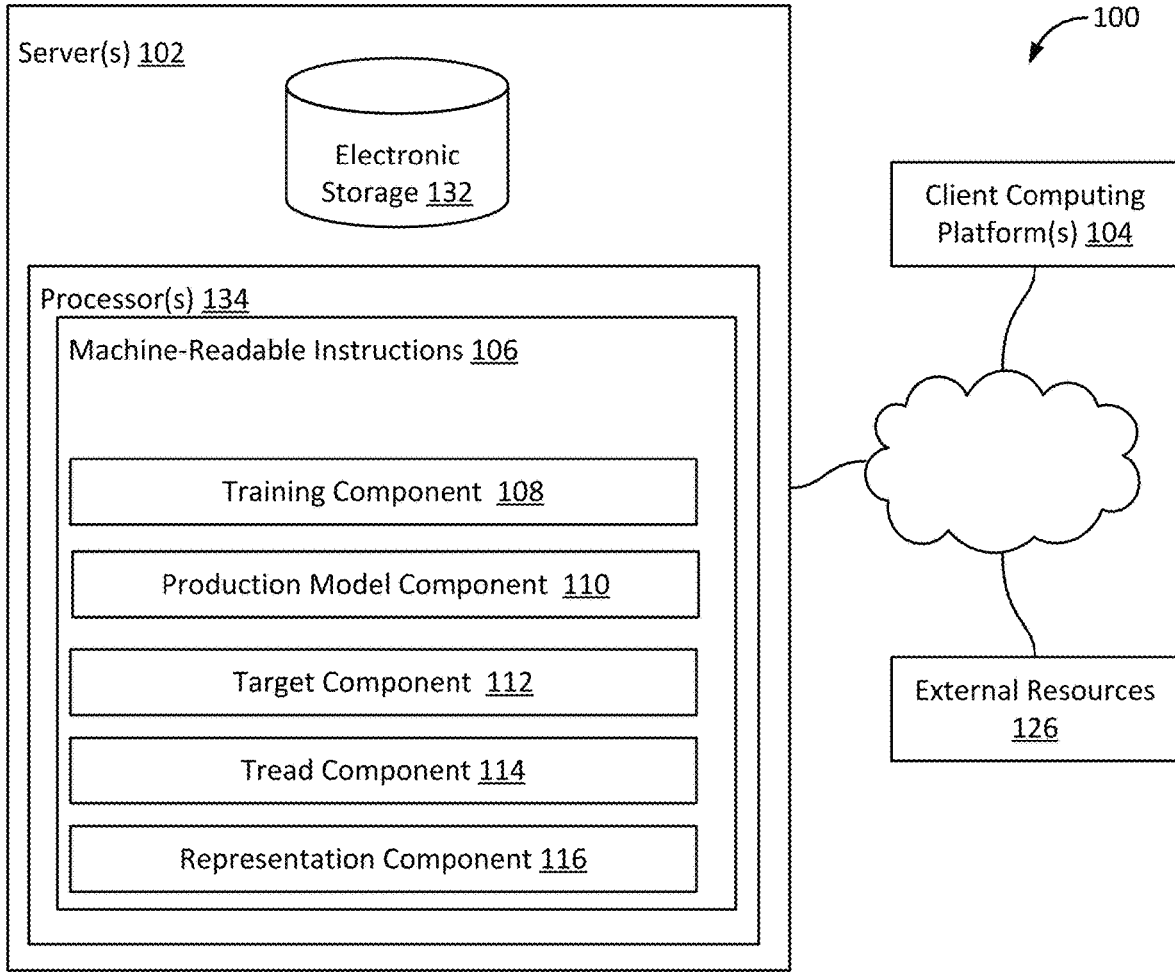 100
Server(s) 102
Electronic
Storage 132
Client Computing
Platform(s) 104
Processor(s) 134
Machine-Readable Instructions 106
Training Component 108
Production Model Component 110
Target Component 112
External Resources
126
Tread Component 114
Representation Component 116